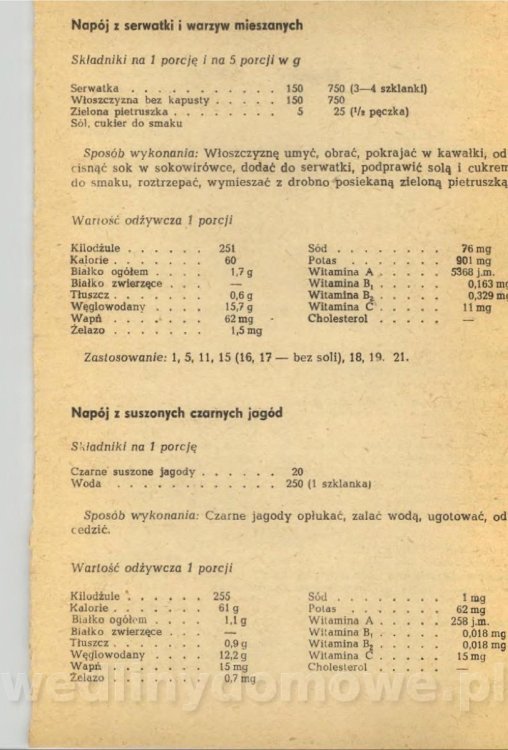 Napój z serwatki i warzyw mieszanych
Składniki na 1 porcję i na 5 porcji w g
Serwatka . . . . . . . . . . . 150 750 (3—4 szklanki)
Włoszczyzna bez kapusty . . . . . 150 750
Zielona pietruszka . . . . . . . . 5 25 (½ pęczka)
Sól, cukier do smaku
Sposób wykonania: Włoszczyznę umyć, obrać, pokrajać w kawałki, od
cisnąć sok w sokowirówce, dodać do serwatki, podprawić solą i cukrem
do smaku, roztrzepać, wymieszać z drobno posiekaną zieloną pietruszką
Wartość odżywcza 1 porcji
Kilodżule . . . . . . 251 Sód . . . . . . . . 76 mg
Kalorie . . . . . . . 60 Potas . . . . . . . 901 mg
Białko ogółem . . . . 1,7 g Witamina A . . . . . 5368 j.m.
Białko zwierzęce . . . — Witamina B₁ . . . . . 0,163 mg
Tłuszcz . . . . . . . 0,6 g Witamina B₂ . . . . . 0,329 mg
Węglowodany . . . . . 15,7 g Witamina C . . . . . 11 mg
Wapń . . . . . . . 62 mg Cholesterol . . . . . —
Żelazo . . . . . . . 1,5 mg
Zastosowanie: 1, 5, 11, 15 (16, 17 — bez soli), 18, 19. 21.
Napój z suszonych czarnych jagód
Składniki na 1 porcję
Czarne suszone jagody . . . . . . 20
Woda . . . . . . . . . . . . 250 (1 szklanka)
Sposób wykonania: Czarne jagody opłukać, zalać wodą, ugotować, od
cedzić.
Wartość odżywcza 1 porcji
Kilodżule . . . . . . 255 Sód . . . . . . . . 1 mg
Kalorie . . . . . . . 61 g Potas . . . . . . . 62 mg
Białko ogółem . . . . 1,1 g Witamina A . . . . . 258 j.m.
Białko zwierzęce . . . — Witamina B₁ . . . . . 0,018 mg
Tłuszcz . . . . . . . 0,9 g Witamina B₂ . . . . . 0,018 mg
Węglowodany . . . . . 12,2 g Witamina C . . . . . 15 mg
Wapń . . . . . . . 15 mg Cholesterol . . . . . —
Żelazo . . . . . . . 0,7 mg
wedlinydomowe.pl